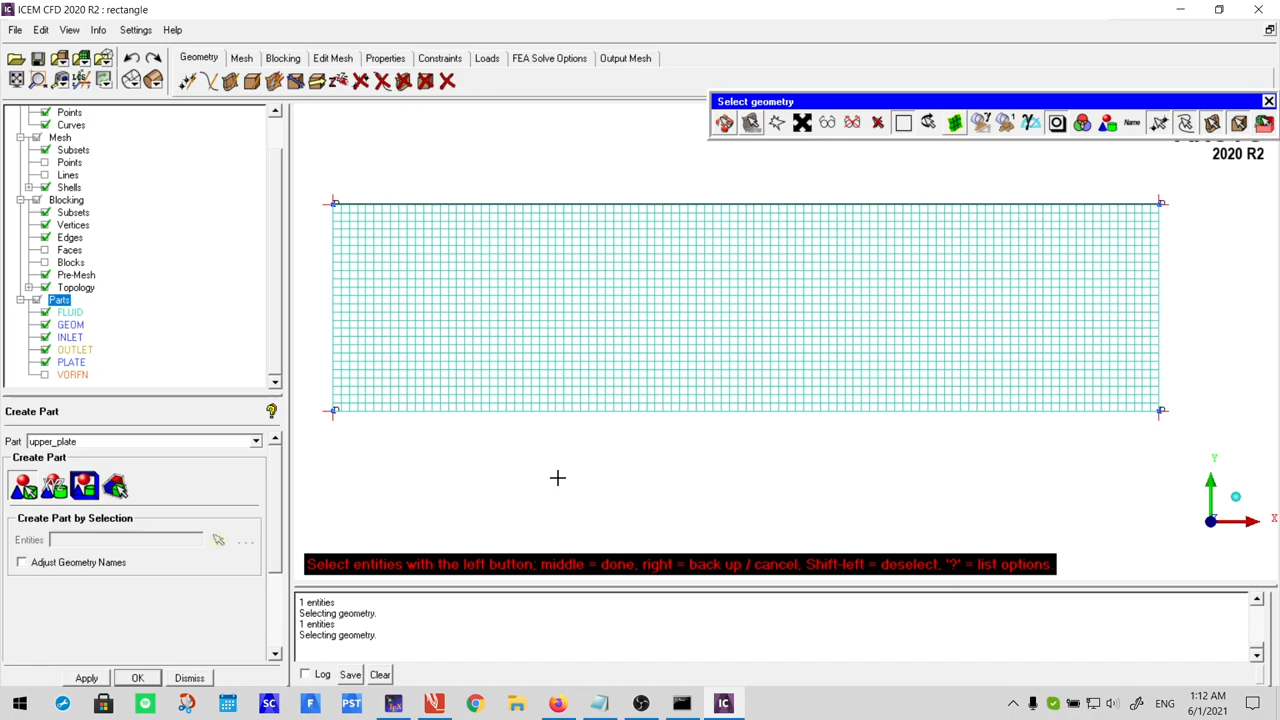 ICEM CFD 2020 R2 : rectangle
File Edit View Info Settings Help
Geometry Mesh Blocking Edit Mesh Properties Constraints Loads FEA Solve Options Output Mesh
Select geometry
Name
2020 R2
Points
Curves
Mesh
Subsets
Points
Lines
Shells
Blocking
Subsets
Vertices
Edges
Faces
Blocks
Pre-Mesh
Topology
Parts
FLUID
GEOM
INLET
OUTLET
PLATE
VORFN
Create Part
Part upper_plate
Create Part
Create Part by Selection
Entities
Adjust Geometry Names
Apply OK Dismiss
Y
X
Select entities with the left button; middle = done, right = back up / cancel, Shift-left = deselect, '?' = list options.
1 entities
Selecting geometry.
1 entities
Selecting geometry.
Log Save Clear
SC F PST IC
ENG
1:12 AM
6/1/2021